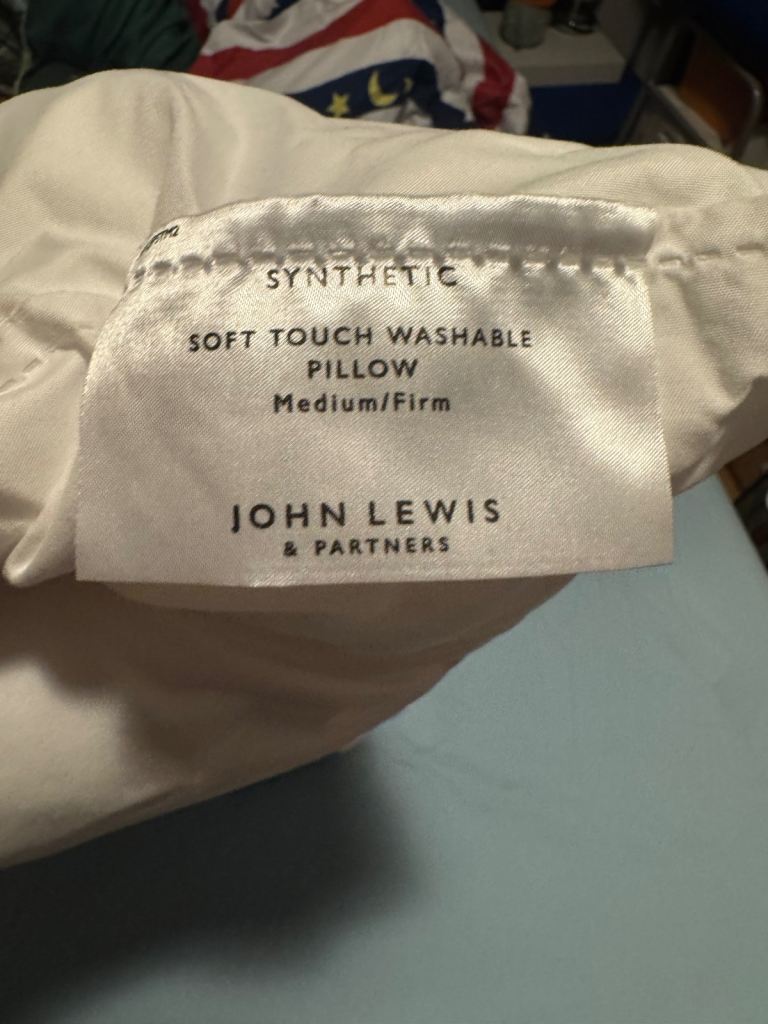 SYNTHETIC
SOFT TOUCH WASHABLE
PILLOW
Medium/Firm
JOHN LEWIS
& PARTNERS